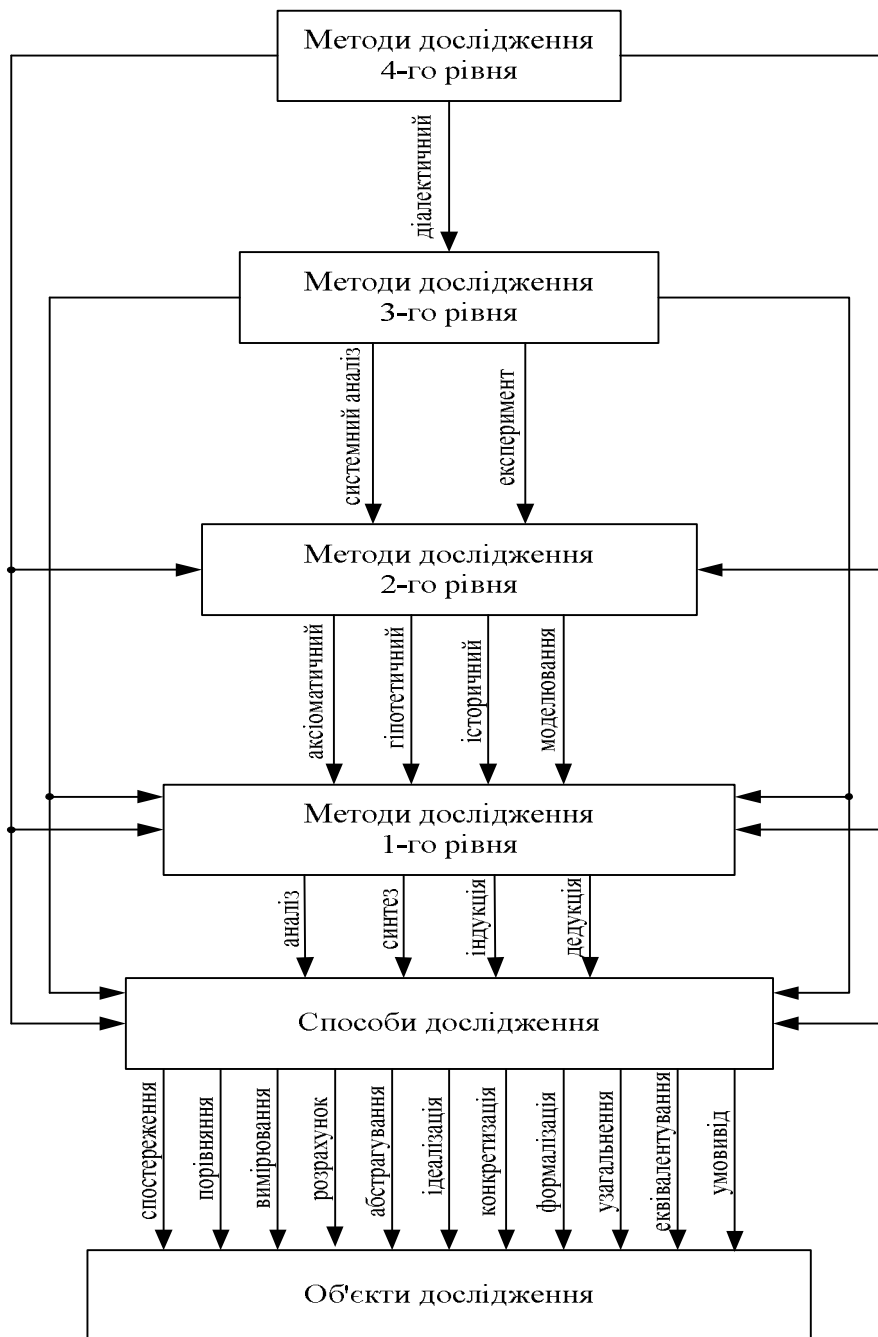 Методи дослідження
4-го рівня
діалектичний
Методи дослідження
3-го рівня
системний аналіз
експеримент
Методи дослідження
2-го рівня
аксіоматичний
гіпотетичний
історичний
моделювання
Методи дослідження
1-го рівня
аналіз
синтез
індукція
дедукція
Способи дослідження
спостереження
порівняння
вимірювання
розрахунок
абстрагування
ідеалізація
конкретизація
формалізація
узагальнення
еквівалентування
умовивід
Об'єкти дослідження